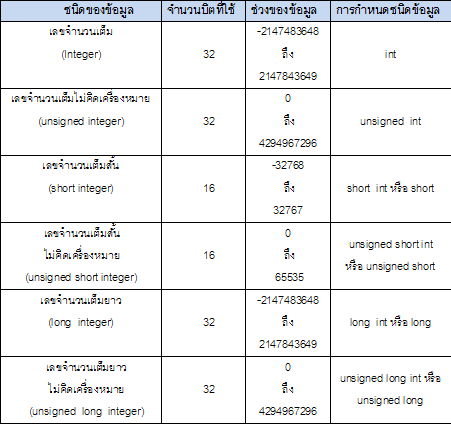 ชนิดของข้อมูล จำนวนบิตที่ใช้ ช่วงของข้อมูล การกำหนดชนิดข้อมูล
เลขจำนวนเต็ม
(Integer)
32
-2147483648
ถึง
2147843649
int
เลขจำนวนเต็มไม่คิดเครื่องหมาย
(unsigned integer)
32
0
ถึง
4294967296
unsigned int
เลขจำนวนเต็มสั้น
(short integer)
16
-32768
ถึง
32767
short int หรือ short
เลขจำนวนเต็มสั้น
ไม่คิดเครื่องหมาย
(unsigned short integer)
16
0
ถึง
65535
unsigned short int
หรือ unsigned short
เลขจำนวนเต็มยาว
(long integer)
32
-2147483648
ถึง
2147843649
long int หรือ long
เลขจำนวนเต็มยาว
ไม่คิดเครื่องหมาย
(unsigned long integer)
32
0
ถึง
4294967296
unsigned long int หรือ
unsigned long